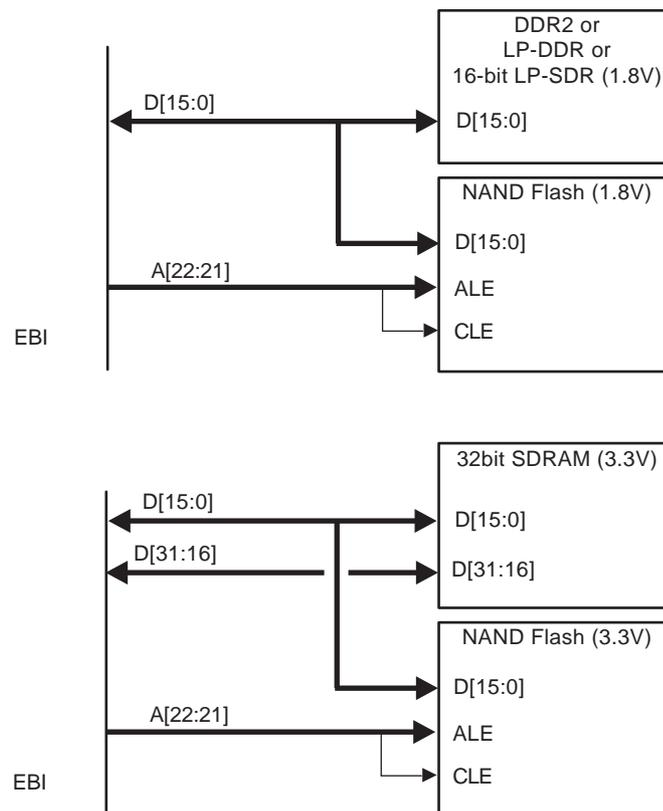 DDR2 or
LP-DDR or
16-bit LP-SDR (1.8V)
D[15:0]
D[15:0]
NAND Flash (1.8V)
D[15:0]
A[22:21]
ALE
EBI
CLE
32bit SDRAM (3.3V)
D[15:0]
D[15:0]
D[31:16]
D[31:16]
NAND Flash (3.3V)
D[15:0]
A[22:21]
ALE
EBI
CLE